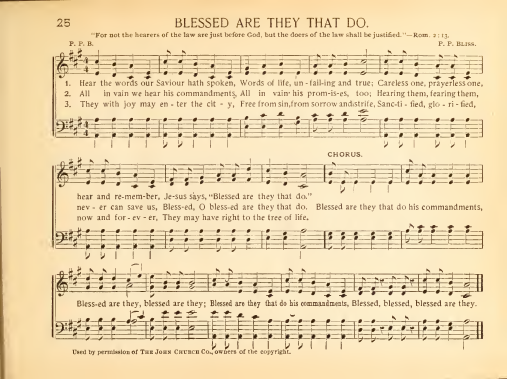 25
BLESSED ARE THEY THAT DO.
"For not the hearers of the law are just before God, but the doers of the law shall be justified."—Rom. 2:13.
P. P. B.
P. P. BLISS.
1. Hear the words our Saviour hath spoken, Words of life, un-fail-ing and true; Careless one, prayerless one,
2. All in vain we hear his commandments, All in vain his prom-is-es, too; Hearing them, fearing them,
3. They with joy may en-ter the cit-y, Free from sin, from sorrow and strife, Sanc-ti-fied, glo-ri-fied,
CHORUS.
hear and re-mem-ber, Je-sus says, "Blessed are they that do."
nev-er can save us, Bless-ed, O bless-ed are they that do. Blessed are they that do his commandments,
now and for-ev-er, They may have right to the tree of life.
Bless-ed are they, blessed are they; Blessed are they that do his commandments, Blessed, blessed, blessed are they.
Used by permission of THE JOHN CHURCH CO., owners of the copyright.